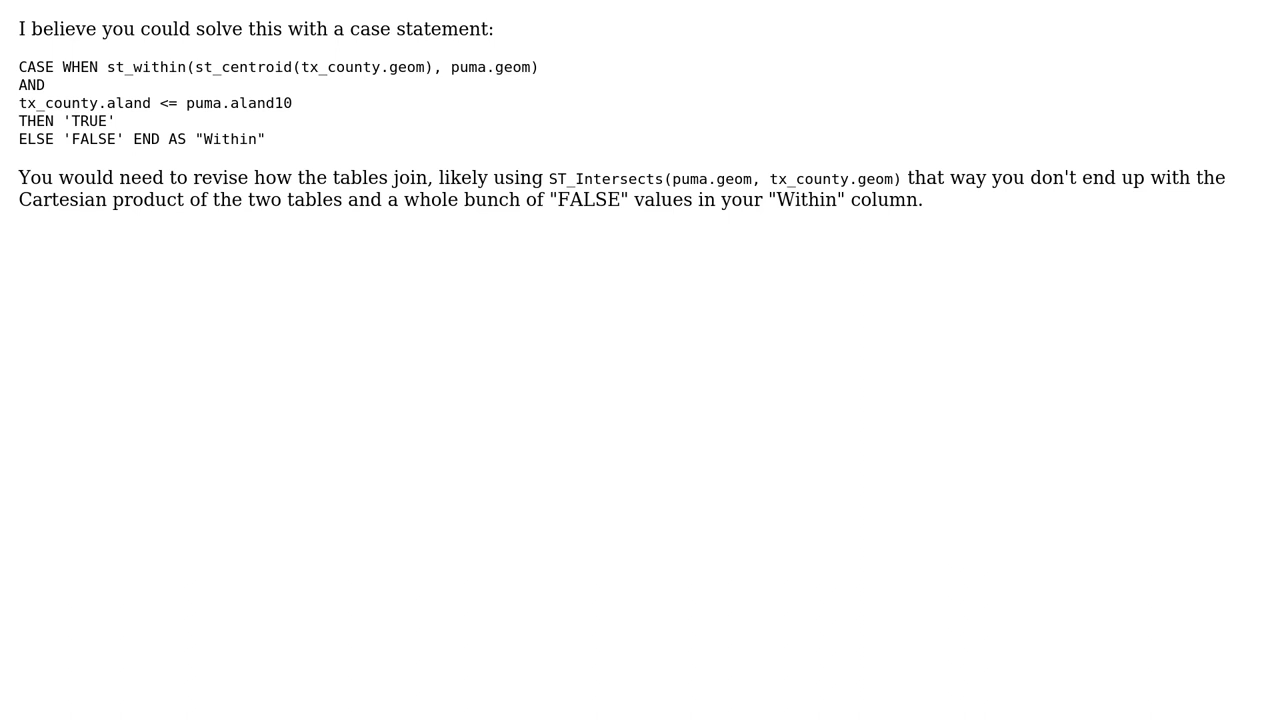 I believe you could solve this with a case statement:
CASE WHEN st_within(st_centroid(tx_county.geom), puma.geom)
AND
tx_county.aland <= puma.aland10
THEN 'TRUE'
ELSE 'FALSE' END AS "Within"
You would need to revise how the tables join, likely using ST_Intersects(puma.geom, tx_county.geom) that way you don't end up with the
Cartesian product of the two tables and a whole bunch of "FALSE" values in your "Within" column.